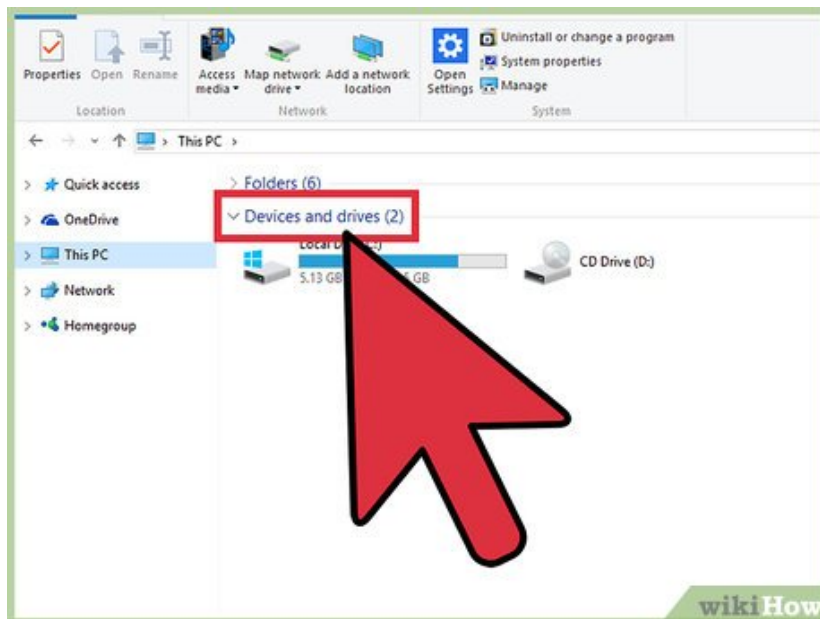 Properties Open Rename
Access media Map network drive Add a network location
Open Settings
Uninstall or change a program
System properties
Manage
Location Network System
This PC
Quick access
OneDrive
This PC
Network
Homegroup
Folders (6)
Devices and drives (2)
Local
5.13 GB GB
CD Drive (D:)
wikiHow